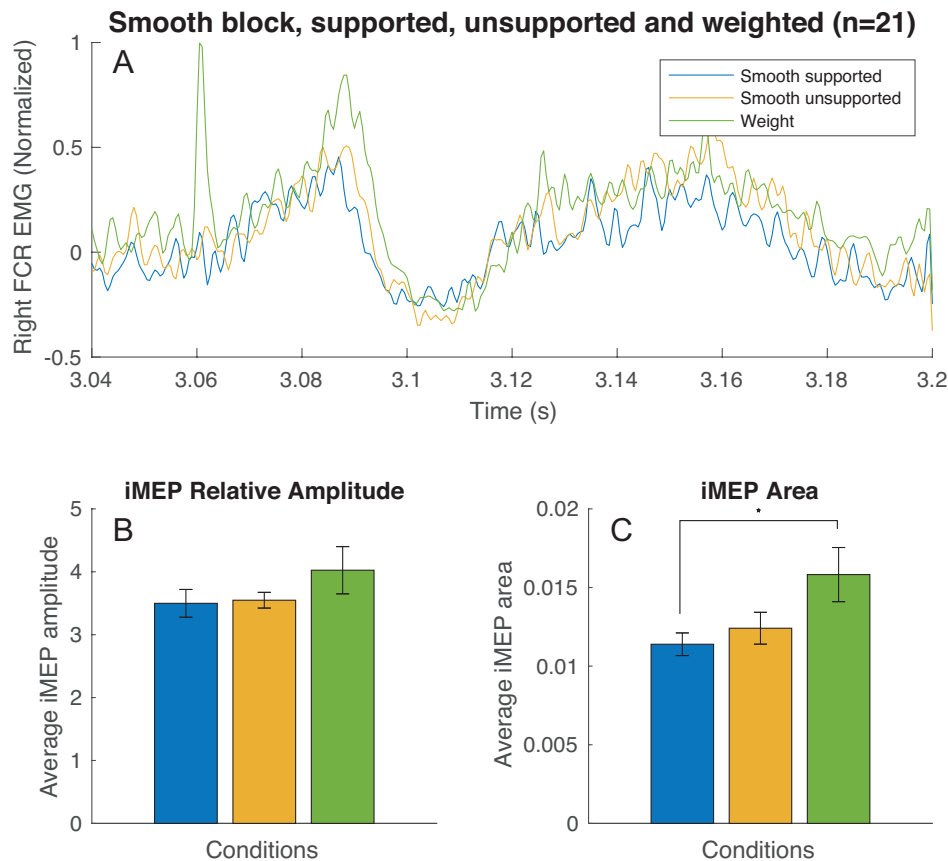 Smooth block, supported, unsupported and weighted (n=21)
A
Smooth supported
Smooth unsupported
Weight
Right FCR EMG (Normalized)
1
0.5
0
-0.5
3.04 3.06 3.08 3.1 3.12 3.14 3.16 3.18 3.2
Time (s)
iMEP Relative Amplitude
B
Average iMEP amplitude
5
4
3
2
1
0
Conditions
iMEP Area
C
*
Average iMEP area
0.02
0.015
0.01
0.005
0
Conditions